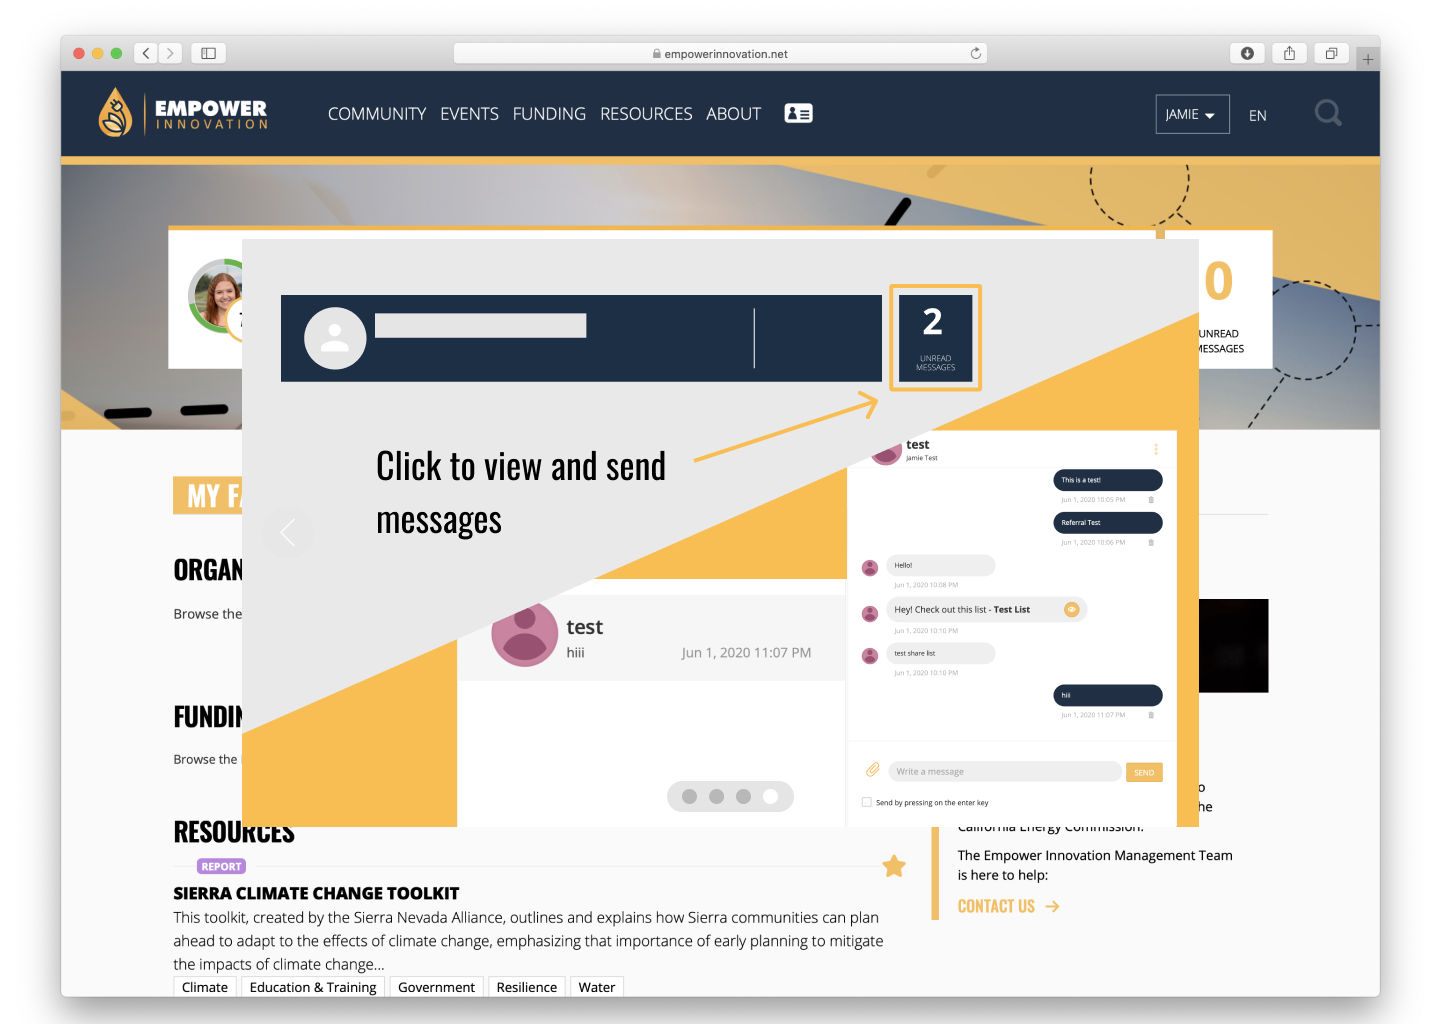 empowerinnovation.net
EMPOWER
INNOVATION
COMMUNITY EVENTS FUNDING RESOURCES ABOUT
JAMIE
EN
0
UNREAD
MESSAGES
2
UNREAD
MESSAGES
Click to view and send
messages
test
Jamie Test
This is a test!
Jun 1, 2020 10:05 PM
Referral Test
Jun 1, 2020 10:06 PM
Hello!
Jun 1, 2020 10:08 PM
Hey! Check out this list - Test List
Jun 1, 2020 10:10 PM
test share list
Jun 1, 2020 10:10 PM
hiii
Jun 1, 2020 11:07 PM
Write a message
SEND
Send by pressing on the enter key
test
hiii
Jun 1, 2020 11:07 PM
MY FA
ORGAN
Browse the
FUNDIN
Browse the
RESOURCES
REPORT
SIERRA CLIMATE CHANGE TOOLKIT
This toolkit, created by the Sierra Nevada Alliance, outlines and explains how Sierra communities can plan
ahead to adapt to the effects of climate change, emphasizing that importance of early planning to mitigate
the impacts of climate change...
Climate Education & Training Government Resilience Water
California Energy Commission.
The Empower Innovation Management Team
is here to help:
CONTACT US →